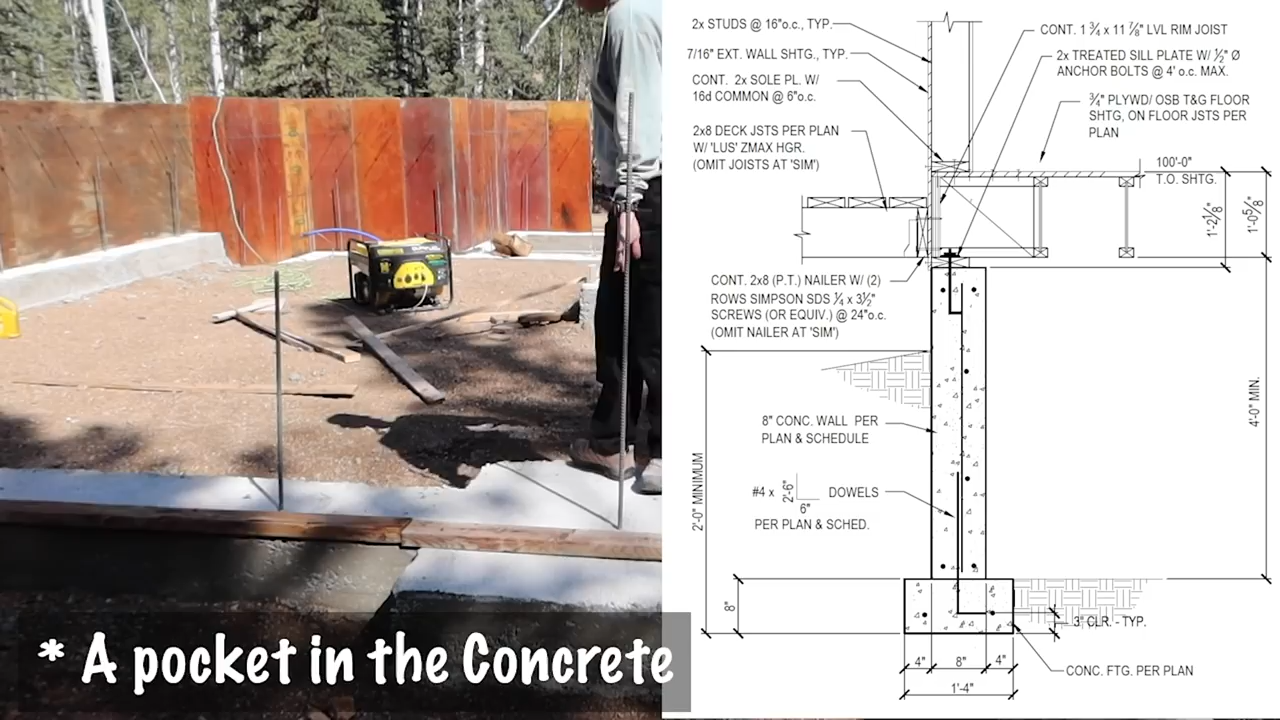 2x STUDS @ 16"o.c., TYP.
7/16" EXT. WALL SHTG., TYP.
CONT. 2x SOLE PL. W/
16d COMMON @ 6"o.c.
2x8 DECK JSTS PER PLAN
W/ 'LUS' ZMAX HGR.
(OMIT JOISTS AT 'SIM')
CONT. 1 ¾ x 11 ⅞" LVL RIM JOIST
2x TREATED SILL PLATE W/ ½" Ø
ANCHOR BOLTS @ 4' o.c. MAX.
¾" PLYWD/ OSB T&G FLOOR
SHTG, ON FLOOR JSTS PER
PLAN
100'-0"
T.O. SHTG.
1'-2⅛"
1'-0⅝"
CONT. 2x8 (P.T.) NAILER W/ (2)
ROWS SIMPSON SDS ¼ x 3½"
SCREWS (OR EQUIV.) @ 24"o.c.
(OMIT NAILER AT 'SIM')
8" CONC. WALL PER
PLAN & SCHEDULE
4'-0" MIN.
2'-0" MINIMUM
#4 x 2'-6" DOWELS
6"
PER PLAN & SCHED.
8"
3" CLR. - TYP.
4" 8" 4"
1'-4"
CONC. FTG. PER PLAN
* A pocket in the Concrete